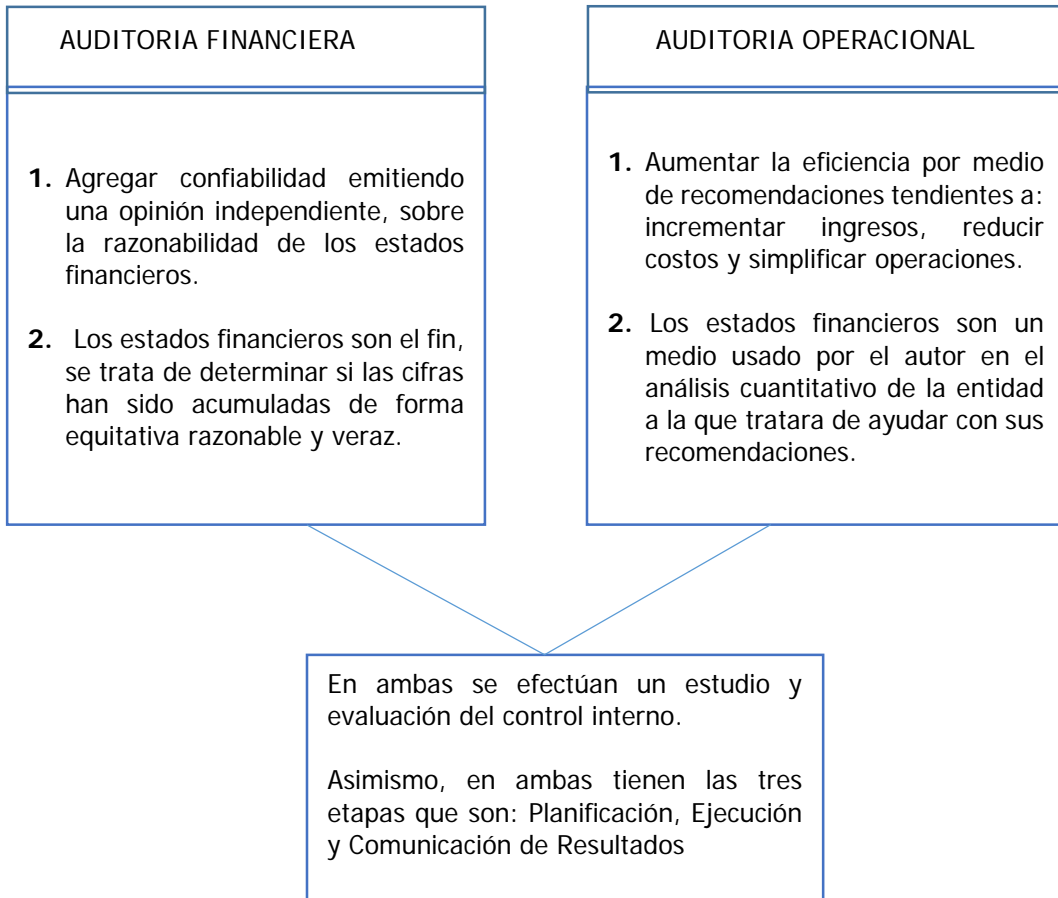 AUDITORIA FINANCIERA
1. Agregar confiabilidad emitiendo
una opinión independiente, sobre
la razonabilidad de los estados
financieros.
2. Los estados financieros son el fin,
se trata de determinar si las cifras
han sido acumuladas de forma
equitativa razonable y veraz.
AUDITORIA OPERACIONAL
1. Aumentar la eficiencia por medio
de recomendaciones tendientes a:
incrementar ingresos, reducir
costos y simplificar operaciones.
2. Los estados financieros son un
medio usado por el autor en el
análisis cuantitativo de la entidad
a la que tratara de ayudar con sus
recomendaciones.
En ambas se efectúan un estudio y
evaluación del control interno.
Asimismo, en ambas tienen las tres
etapas que son: Planificación, Ejecución
y Comunicación de Resultados